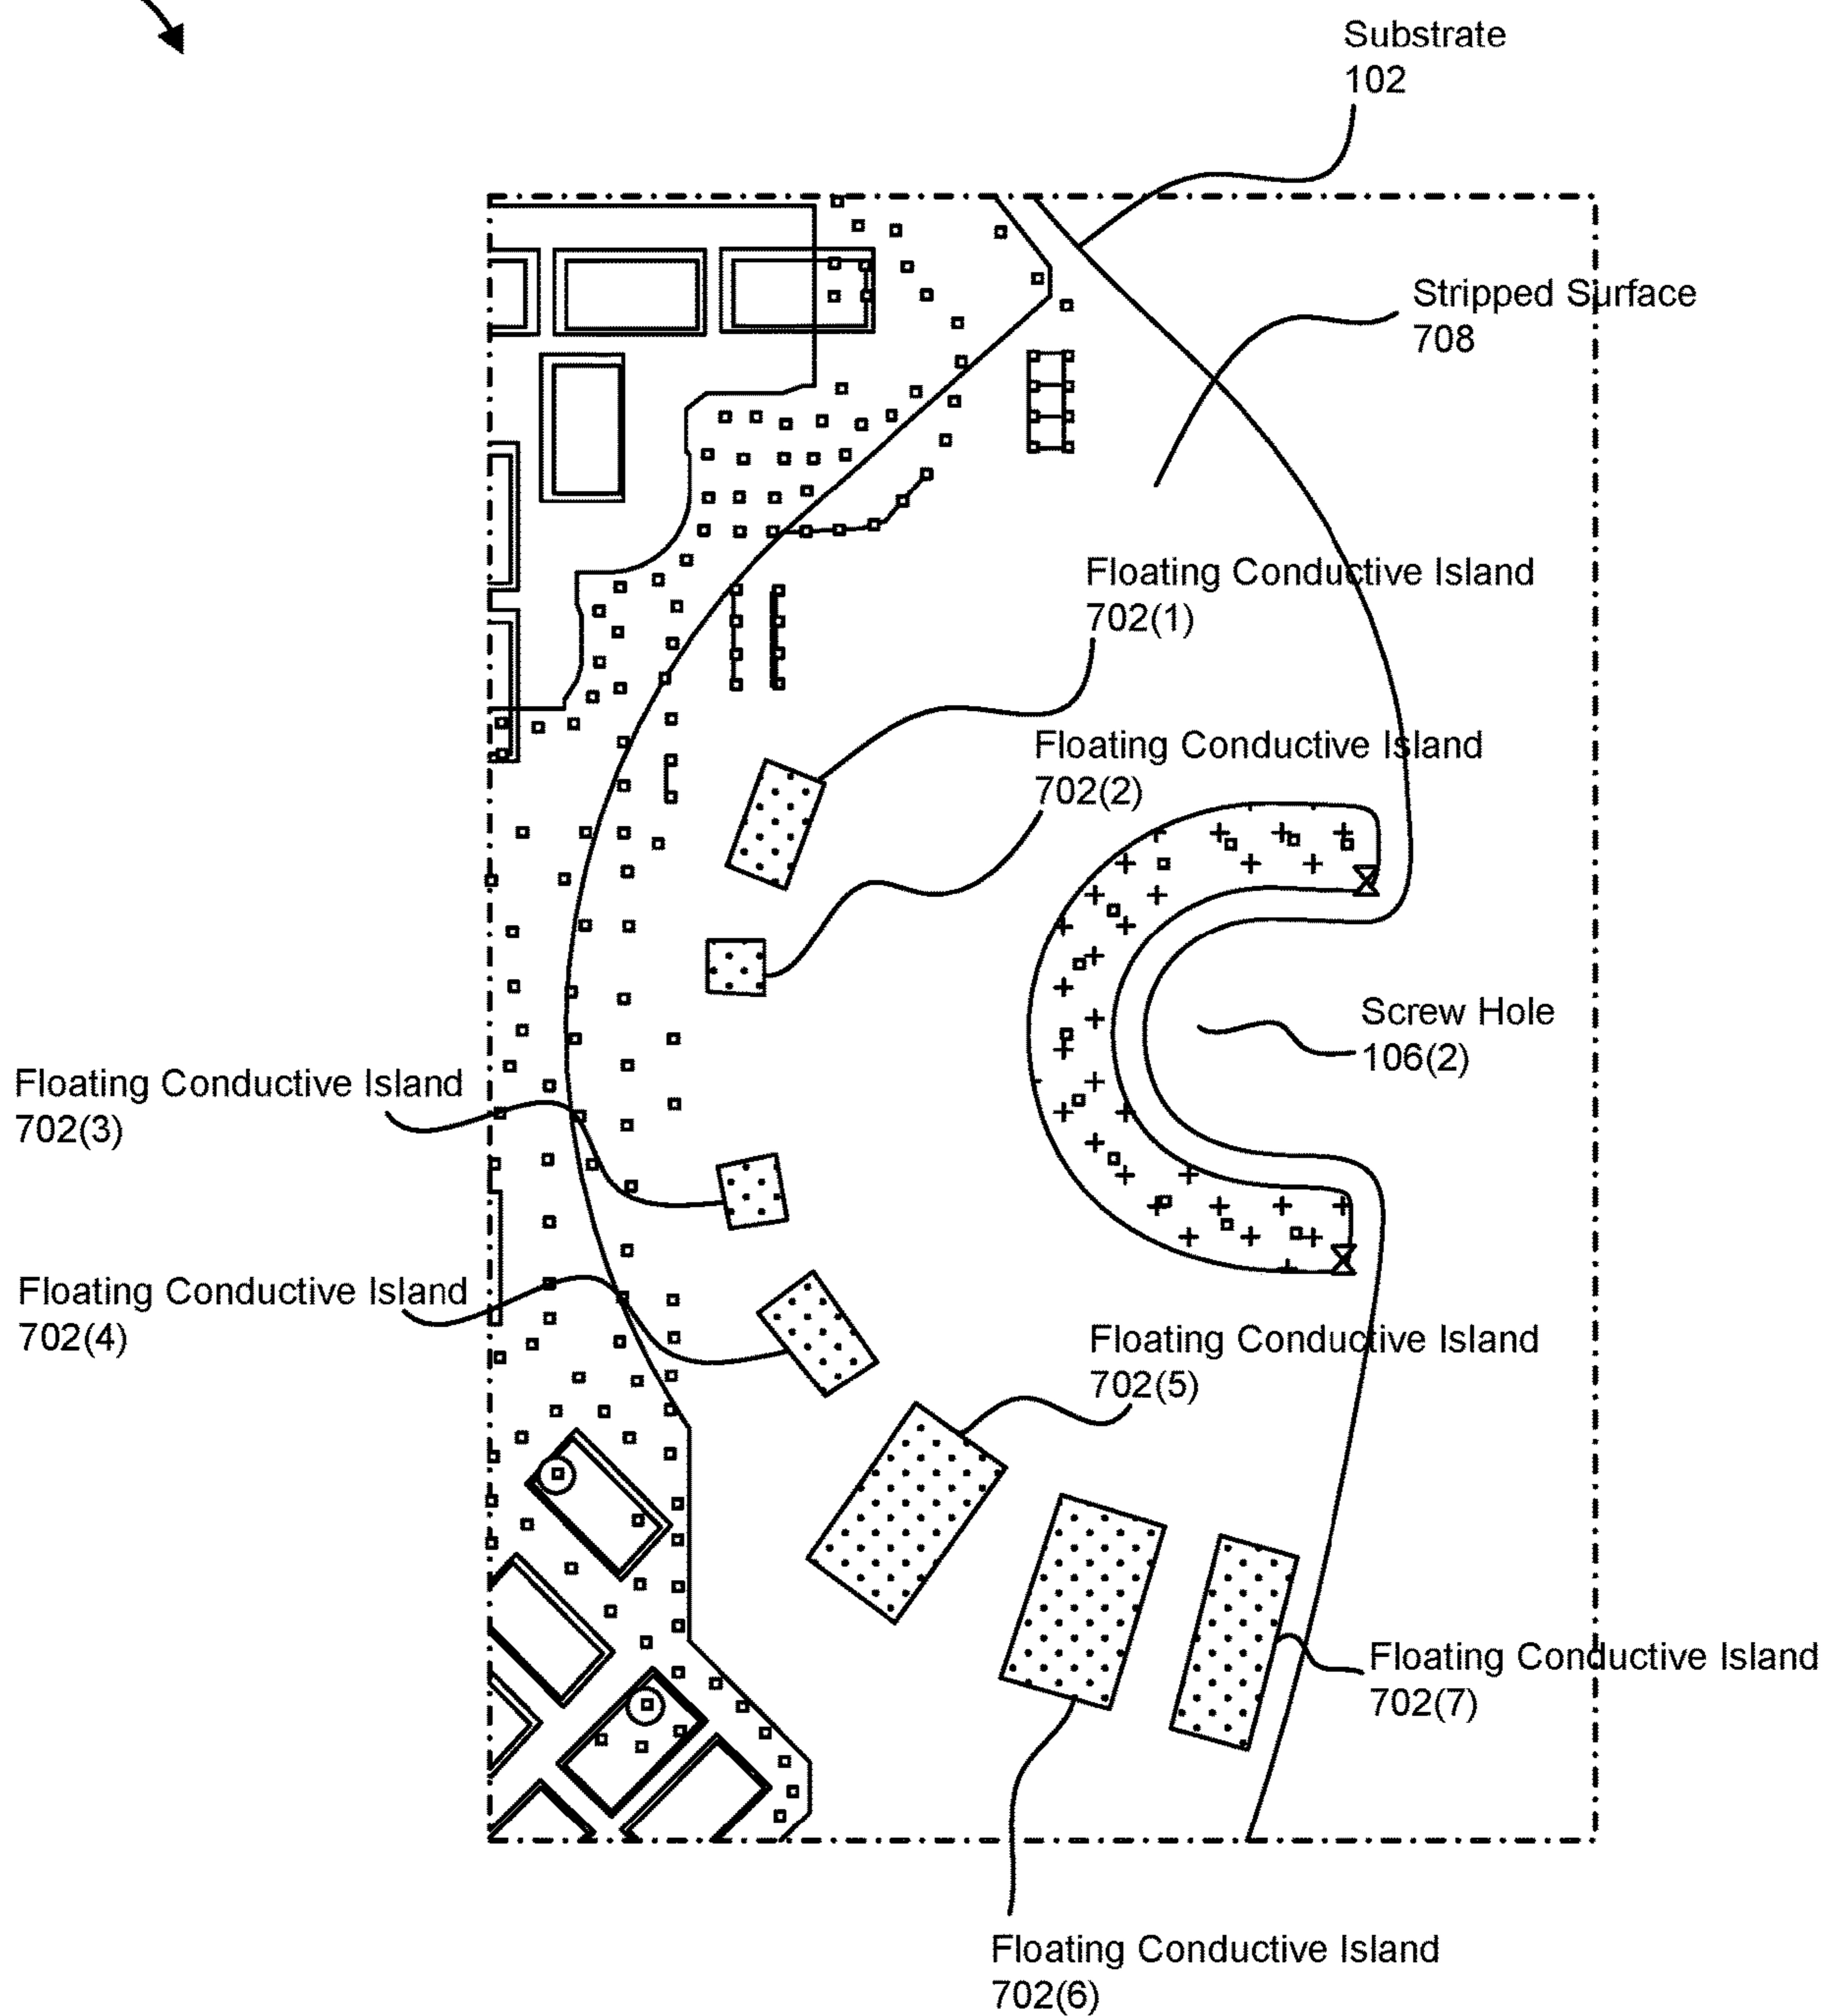 Substrate
102
Stripped Surface
708
Floating Conductive Island
702(1)
Floating Conductive Island
702(2)
Screw Hole
106(2)
Floating Conductive Island
702(3)
Floating Conductive Island
702(4)
Floating Conductive Island
702(5)
Floating Conductive Island
702(7)
Floating Conductive Island
702(6)